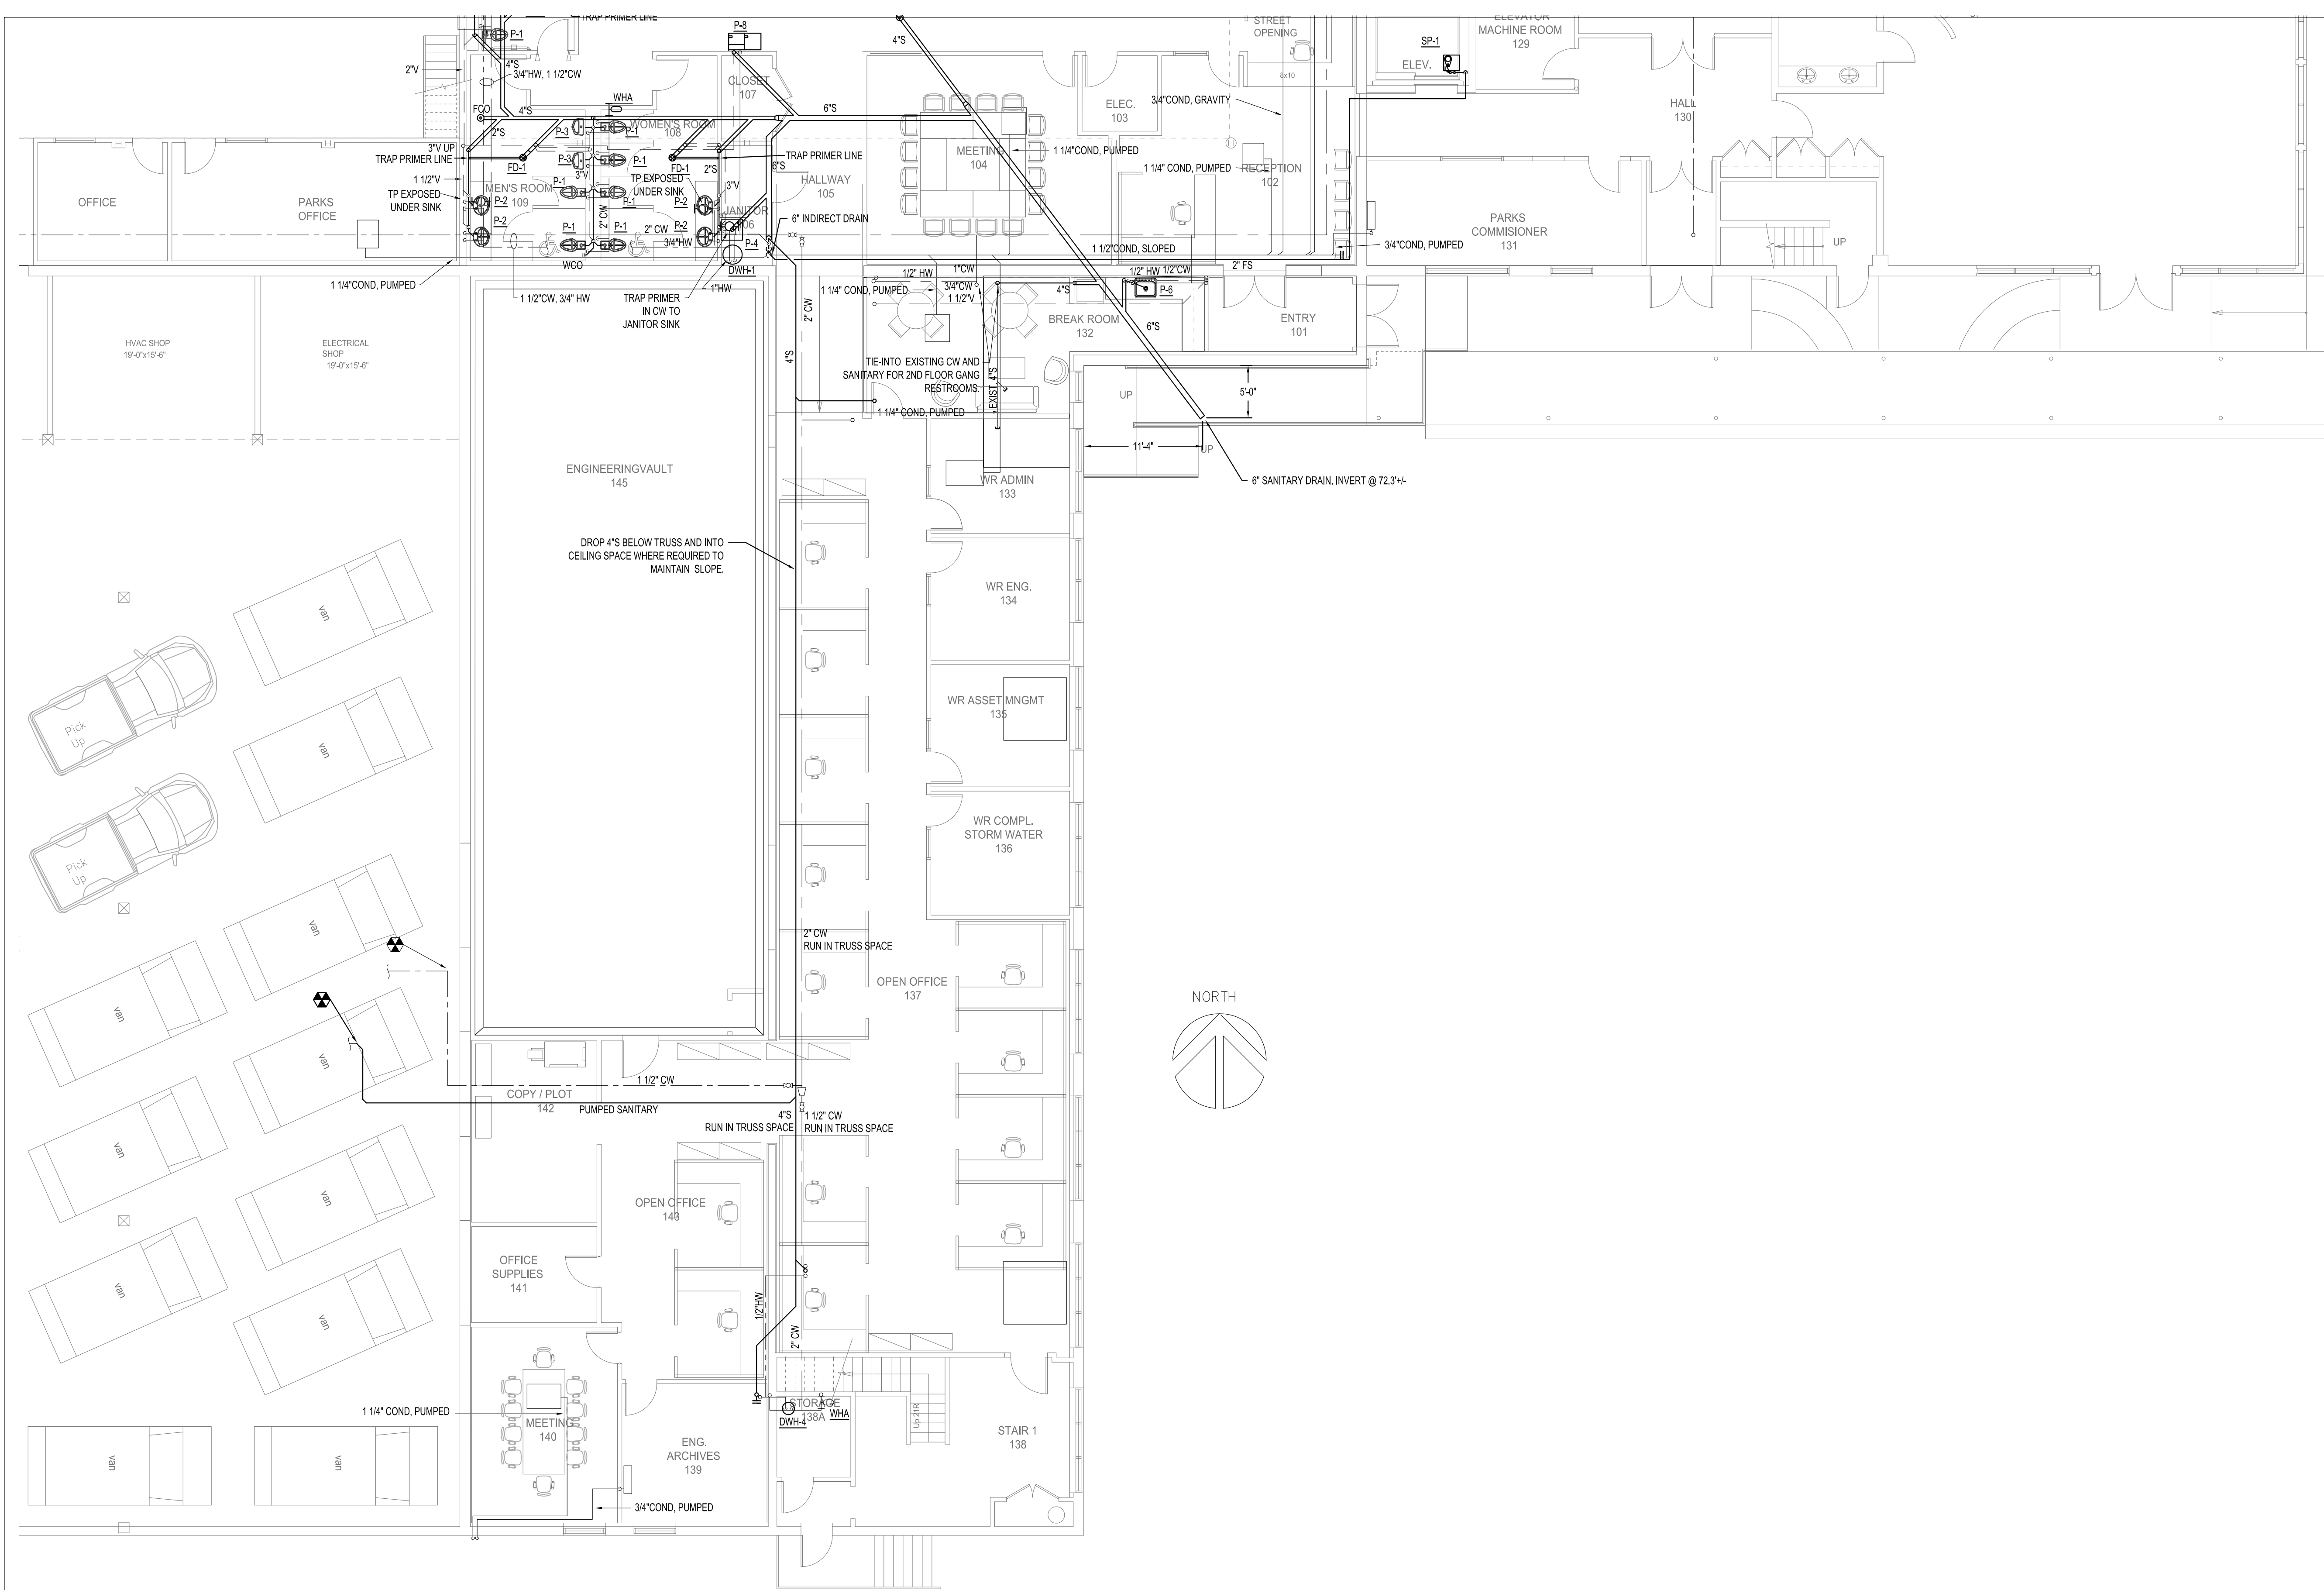 TRAP PRIMER LINE
P-1
P-8
4"S
STREET
OPENING
ELEVATOR
MACHINE ROOM
129
SP-1
ELEV.
2"V
4"S
3/4"HW, 1 1/2"CW
CLOSET
107
Ex10
FCO
4"S
WHA
6"S
ELEC.
103
3/4"COND, GRAVITY
HALL
130
2"S
P-3
P-1
WOMEN'S ROOM
108
3"V UP
TRAP PRIMER LINE
FD-1
P-3
P-1
FD-1
2"S
TRAP PRIMER LINE
6"S
MEETING
104
1 1/4"COND, PUMPED
1 1/4" COND, PUMPED
RECEPTION
102
1 1/2"V
TP EXPOSED
UNDER SINK
MEN'S ROOM
109
P-1
3"V
P-1
TP EXPOSED
UNDER SINK
3"V
HALLWAY
105
OFFICE
PARKS
OFFICE
P-2
P-2
P-2
P-2
JANITOR
106
2" CW
P-1
P-1
2" CW
3/4"HW
P-4
6" INDIRECT DRAIN
PARKS
COMMISIONER
131
UP
WCO
DWH-1
1"HW
1 1/2"COND, SLOPED
3/4"COND, PUMPED
1 1/4"COND, PUMPED
1 1/2"CW, 3/4" HW
TRAP PRIMER
IN CW TO
JANITOR SINK
2" CW
1/2" HW
1"CW
3/4"CW
1 1/2"V
1 1/4" COND, PUMPED
4"S
1/2" HW
1/2"CW
2" FS
P-6
BREAK ROOM
132
6"S
ENTRY
101
HVAC SHOP
19'-0"x15'-6"
ELECTRICAL
SHOP
19'-0"x15'-6"
4"S
TIE-INTO EXISTING CW AND
SANITARY FOR 2ND FLOOR GANG
RESTROOMS.
EXIST. 4"S
1 1/4" COND, PUMPED
UP
5'-0"
11'-4"
UP
6" SANITARY DRAIN, INVERT @ 72.3'+/-
ENGINEERINGVAULT
145
WR ADMIN
133
DROP 4"S BELOW TRUSS AND INTO
CEILING SPACE WHERE REQUIRED TO
MAINTAIN SLOPE.
WR ENG.
134
van
Pick
Up
van
WR ASSET MNGMT
135
Pick
Up
WR COMPL.
STORM WATER
136
van
2" CW
RUN IN TRUSS SPACE
OPEN OFFICE
137
NORTH
van
van
1 1/2" CW
COPY / PLOT
142
PUMPED SANITARY
4"S
RUN IN TRUSS SPACE
1 1/2" CW
RUN IN TRUSS SPACE
van
van
OPEN OFFICE
143
OFFICE
SUPPLIES
141
van
van
1/2"HW
2" CW
1 1/4" COND, PUMPED
MEETING
140
STORAGE
138A
DWH-4
WHA
Up 21R
STAIR 1
138
ENG.
ARCHIVES
139
van
van
3/4"COND, PUMPED